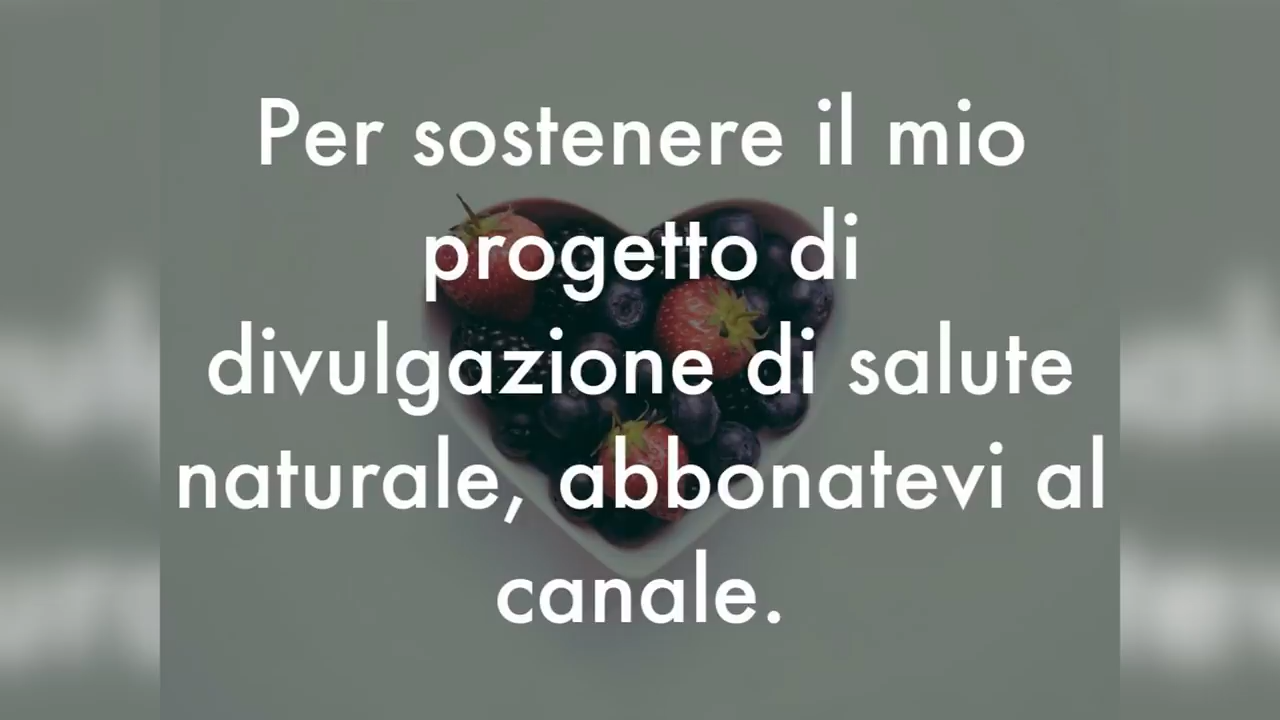 Per sostenere il mio
progetto di
divulgazione di salute
naturale, abbonatevi al
canale.